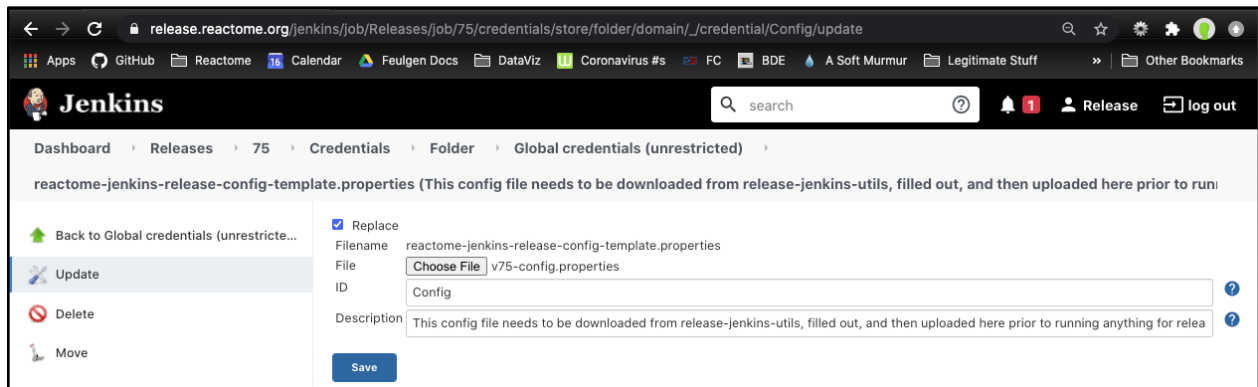 release.reactome.org/jenkins/job/Releases/job/75/credentials/store/folder/domain/_/credential/Config/update
Apps GitHub Reactome 16 Calendar Feulgen Docs DataViz U Coronavirus #s FC BDE A Soft Murmur Legitimate Stuff » Other Bookmarks
Jenkins search 1 Release log out
Dashboard Releases 75 Credentials Folder Global credentials (unrestricted)
reactome-jenkins-release-config-template.properties (This config file needs to be downloaded from release-jenkins-utils, filled out, and then uploaded here prior to run
Back to Global credentials (unrestricte...
Update
Delete
Move
Replace
Filename reactome-jenkins-release-config-template.properties
File Choose File v75-config.properties
ID Config
Description This config file needs to be downloaded from release-jenkins-utils, filled out, and then uploaded here prior to running anything for relea
Save